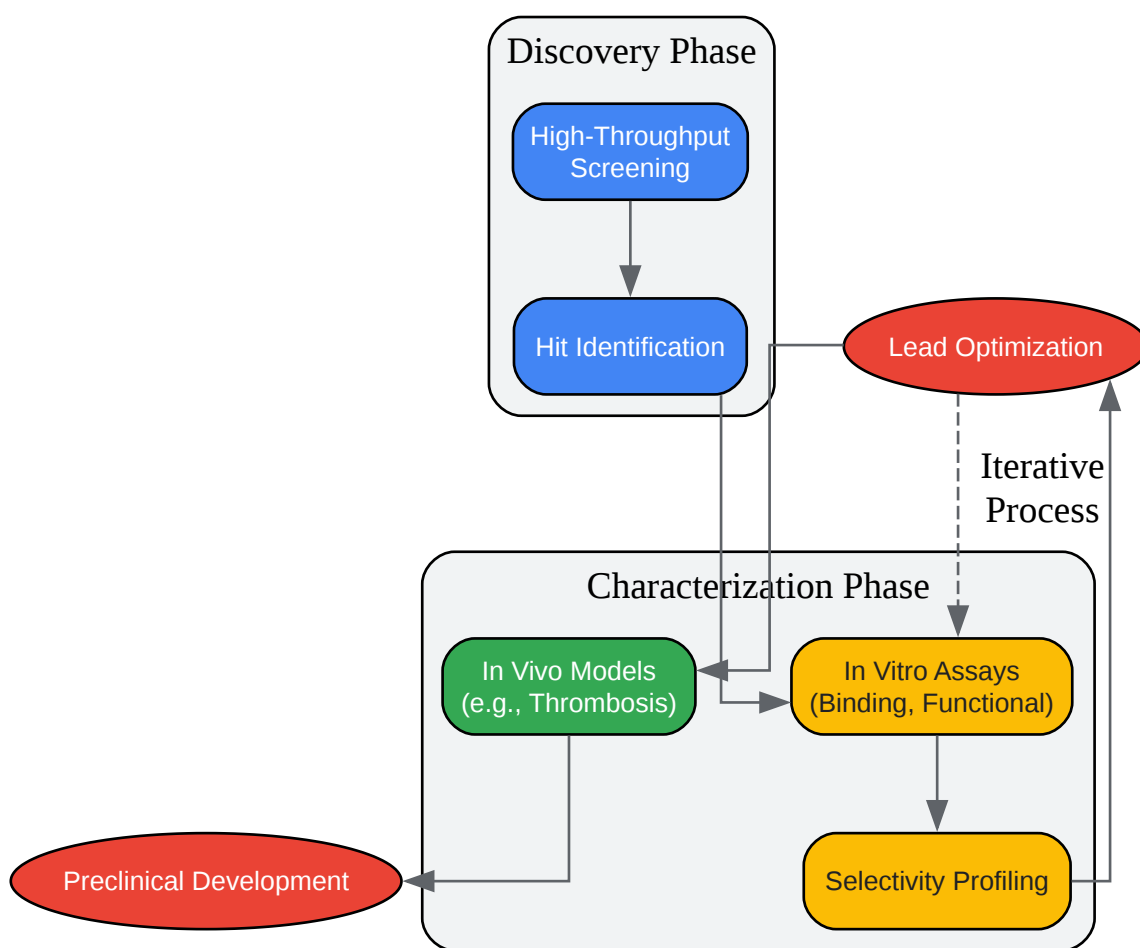 Discovery Phase
High-Throughput
Screening
Hit Identification
Lead Optimization
Iterative
Process
Characterization Phase
In Vivo Models
(e.g., Thrombosis)
In Vitro Assays
(Binding, Functional)
Preclinical Development
Selectivity Profiling